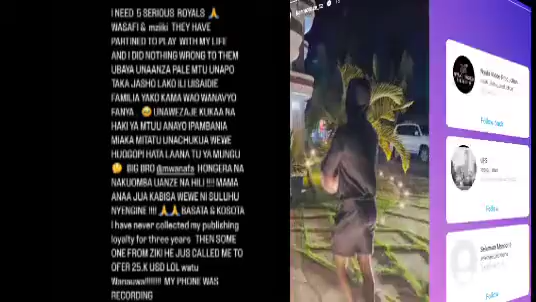 I NEED 5 SERIOUS ROYALS 🙏
WASAFI & mziiki THEY HAVE
PARTINED TO PLAY WITH MY LIFE
AND I DID NOTHING WRONG TO THEM
UBAYA UNAANZA PALE MTU UNAPO
TAKA JASHO LAKO ILI UISAIDIE
FAMILIA YAKO KAMA WAO WANAVYO
FANYA . 🥹 UNAWEZAJE KUKAA NA
HAKI YA MTUU ANAYO IPAMBANIA
MIAKA MITATU UNACHUKUA WEWE
HUOGOPI HATA LAANA TU YA MUNGU
🤔 BIG BRO @mwanafa HONGERA NA
NAKUOMBA UANZE NA HILI !!!! MAMA
ANAA JUA KABISA WEWE NI SULUHU
NYENGINE !!!! 🙏🙏 BASATA & KOSOTA
I have never collected my publishing
loyalty for three years THEN SOME
ONE FROM ZIKI HE JUS CALLED ME TO
OFER 25.K USD LOL watu
Wanauwa!!!!!!!! MY PHONE WAS
RECORDING
Follow back
Follow
Follow